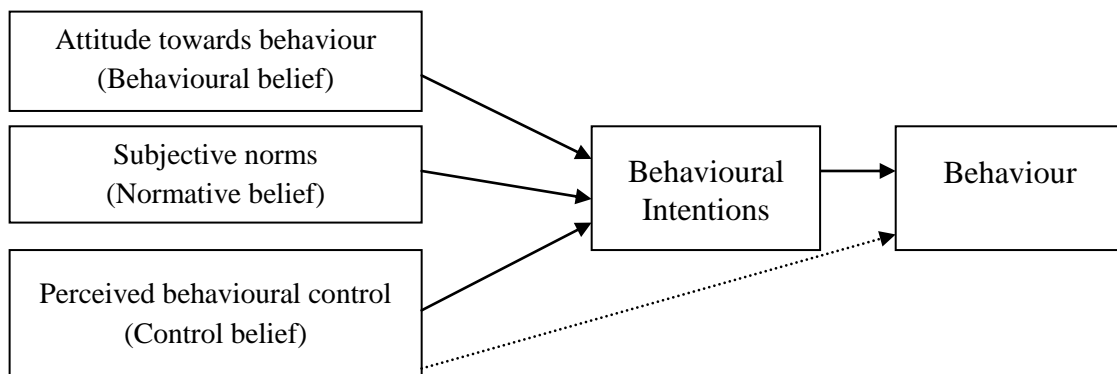 Attitude towards behaviour
(Behavioural belief)
Subjective norms
(Normative belief)
Perceived behavioural control
(Control belief)
Behavioural
Intentions
Behaviour